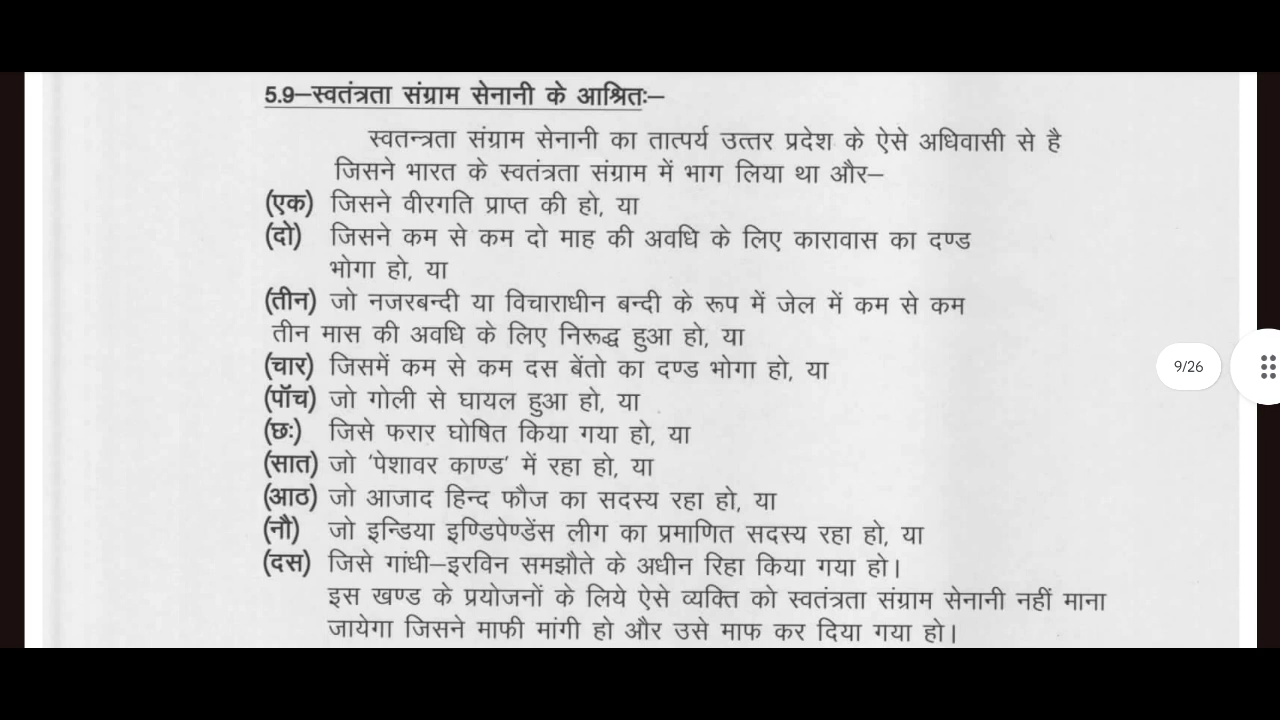 5.9–स्वतंत्रता संग्राम सेनानी के आश्रितः–
स्वतन्त्रता संग्राम सेनानी का तात्पर्य उत्तर प्रदेश के ऐसे अधिवासी से है
जिसने भारत के स्वतंत्रता संग्राम में भाग लिया था और–
(एक) जिसने वीरगति प्राप्त की हो, या
(दो) जिसने कम से कम दो माह की अवधि के लिए कारावास का दण्ड
भोगा हो, या
(तीन) जो नजरबन्दी या विचाराधीन बन्दी के रूप में जेल में कम से कम
तीन मास की अवधि के लिए निरूद्ध हुआ हो, या
(चार) जिसमें कम से कम दस बेंतो का दण्ड भोगा हो, या
(पॉच) जो गोली से घायल हुआ हो, या
(छः) जिसे फरार घोषित किया गया हो, या
(सात) जो 'पेशावर काण्ड' में रहा हो, या
(आठ) जो आजाद हिन्द फौज का सदस्य रहा हो, या
(नौ) जो इन्डिया इण्डिपेण्डेंस लीग का प्रमाणित सदस्य रहा हो, या
(दस) जिसे गांधी–इरविन समझौते के अधीन रिहा किया गया हो।
इस खण्ड के प्रयोजनों के लिये ऐसे व्यक्ति को स्वतंत्रता संग्राम सेनानी नहीं माना
जायेगा जिसने माफी मांगी हो और उसे माफ कर दिया गया हो।
9/26